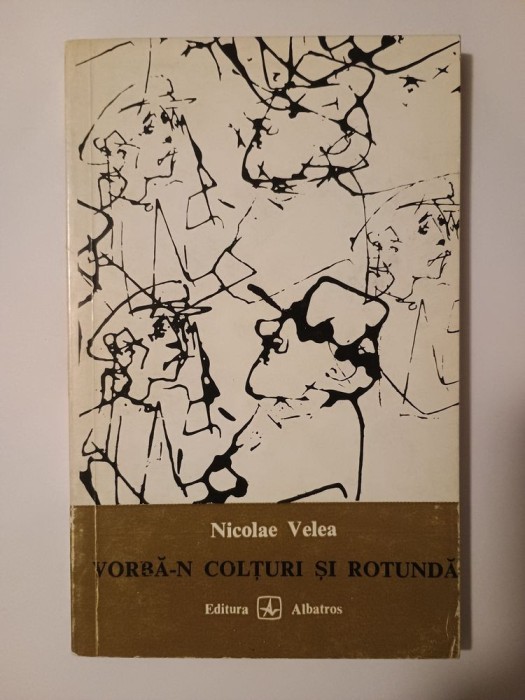 Nicolae Velea
VORBĂ-N COLȚURI ȘI ROTUNDĂ
Editura Albatros